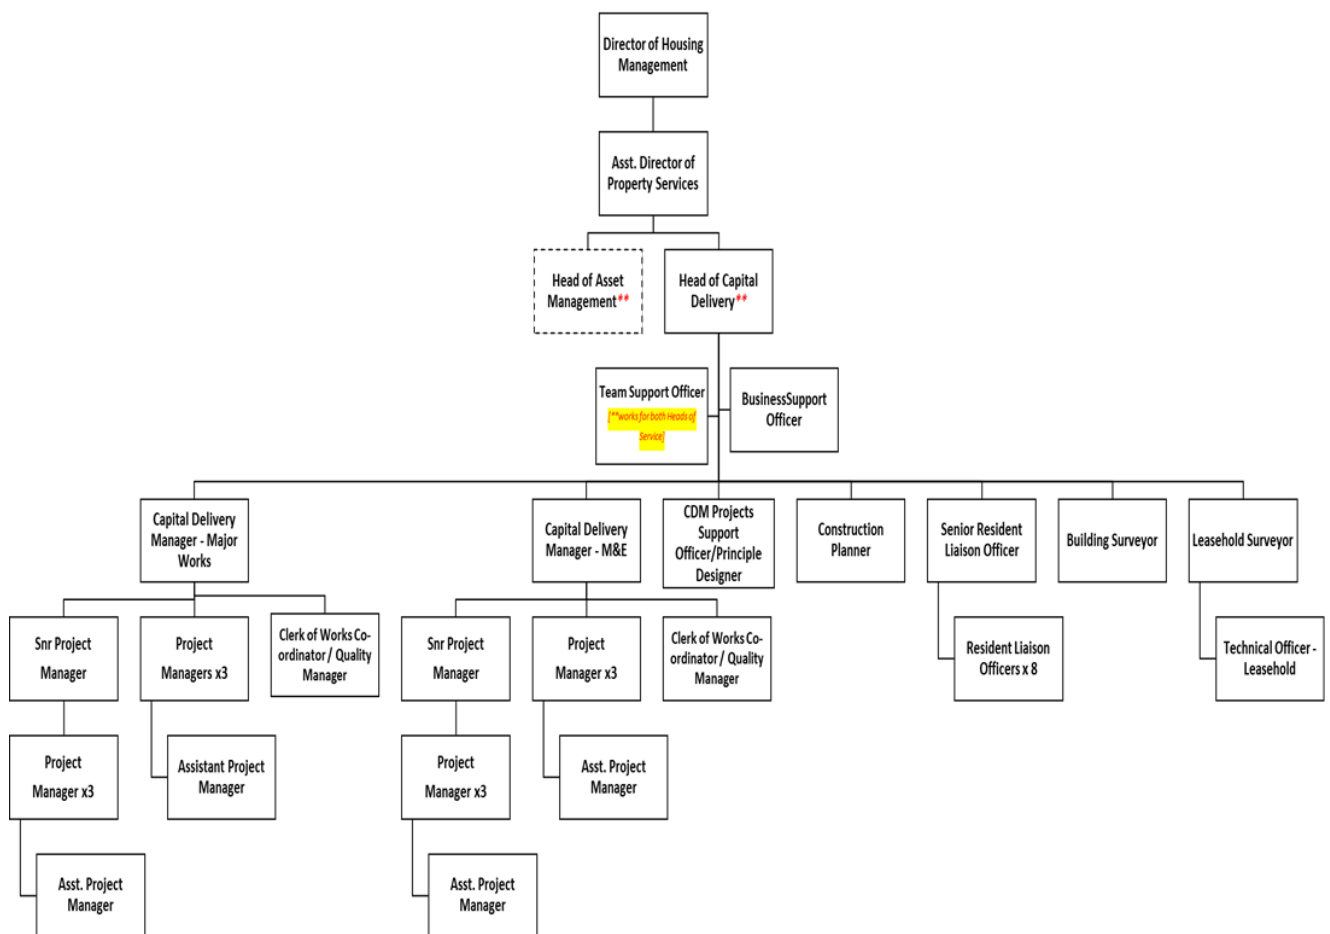 Director of Housing
Management
Asst. Director of
Property Services
Head of Asset
Management**
Head of Capital
Delivery**
Team Support Officer
[**works for both Heads of
Service]
BusinessSupport
Officer
Capital Delivery
Manager - Major
Works
Capital Delivery
Manager - M&E
CDM Projects
Support
Officer/Principle
Designer
Construction
Planner
Senior Resident
Liaison Officer
Building Surveyor
Leasehold Surveyor
Snr Project
Manager
Project
Managers x3
Clerk of Works Co-
ordinator / Quality
Manager
Snr Project
Manager
Project
Manager x3
Clerk of Works Co-
ordinator / Quality
Manager
Resident Liaison
Officers x 8
Technical Officer -
Leasehold
Project
Manager x3
Assistant Project
Manager
Project
Manager x3
Asst. Project
Manager
Asst. Project
Manager
Asst. Project
Manager